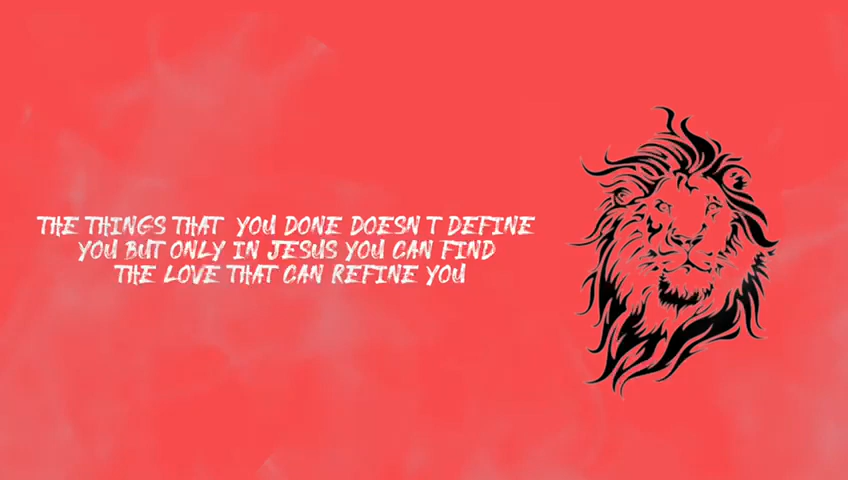 THE THINGS THAT YOU DONE DOESN T DEFINE
YOU BUT ONLY IN JESUS YOU CAN FIND
THE LOVE THAT CAN REFINE YOU